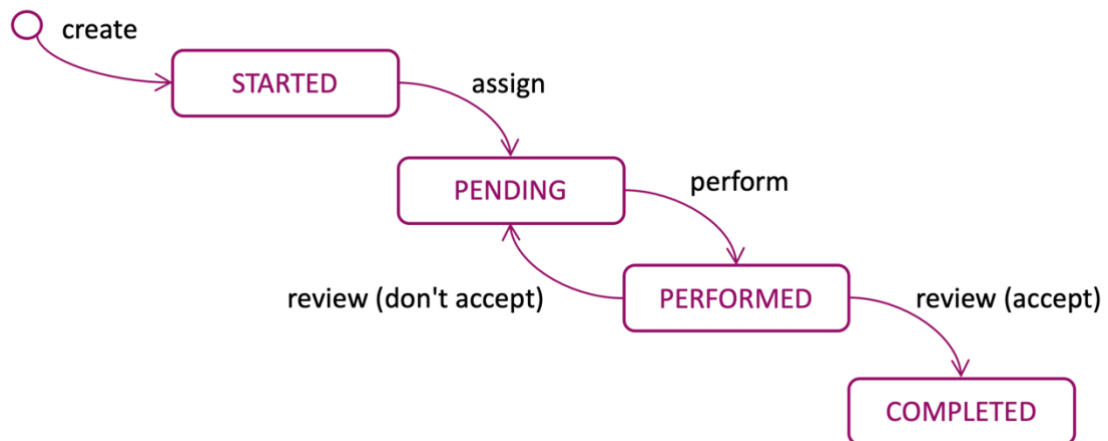 create
STARTED
assign
PENDING
perform
review (don't accept)
PERFORMED
review (accept)
COMPLETED